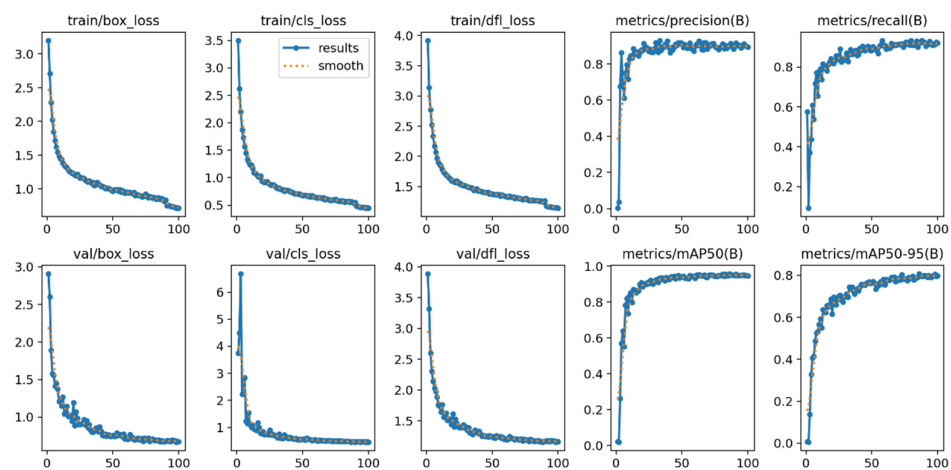 train/box_loss
train/cls_loss
train/dfl_loss
metrics/precision(B)
metrics/recall(B)
3.0
2.5
2.0
1.5
1.0
0 50 100
3.5
3.0
2.5
2.0
1.5
1.0
0.5
results
smooth
0 50 100
4.0
3.5
3.0
2.5
2.0
1.5
0 50 100
0.8
0.6
0.4
0.2
0.0
0 50 100
0.8
0.6
0.4
0.2
0 50 100
val/box_loss
val/cls_loss
val/dfl_loss
metrics/mAP50(B)
metrics/mAP50-95(B)
3.0
2.5
2.0
1.5
1.0
0 50 100
6
5
4
3
2
1
0 50 100
4.0
3.5
3.0
2.5
2.0
1.5
0 50 100
1.0
0.8
0.6
0.4
0.2
0.0
0 50 100
0.8
0.6
0.4
0.2
0.0
0 50 100